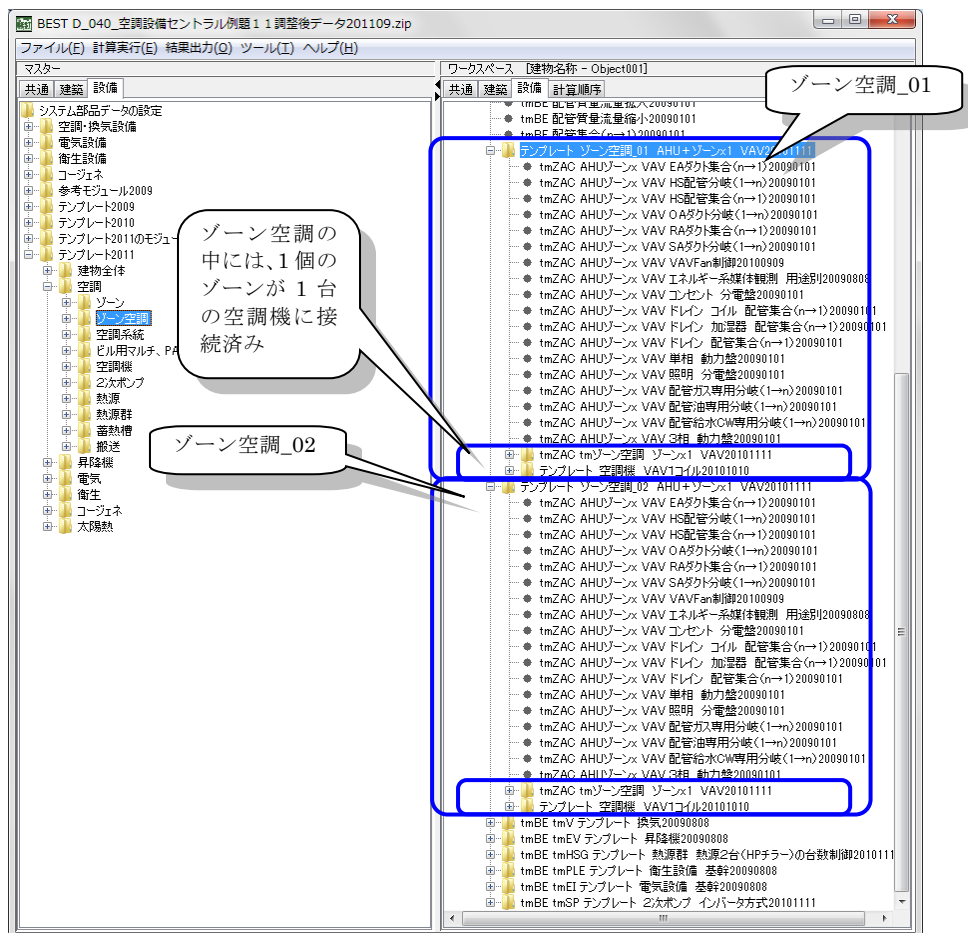 BEST D_040_空調設備セントラル例題11調整後データ201109.zip
ファイル(F) 計算実行(E) 結果出力(O) ツール(T) ヘルプ(H)
マスター
共通 建築 設備
システム部品データの設定
空調・換気設備
電気設備
衛生設備
コージェネ
参考モジュール2009
テンプレート2009
テンプレート2010
テンプレート2011のモジュー
テンプレート2011
建物全体
空調
ゾーン
ゾーン空調
空調系統
ビル用マルチ、PA
空調機
2次ポンプ
熱源
熱源群
蓄熱槽
搬送
昇降機
電気
衛生
コージェネ
太陽熱
ゾーン空調の
中には、1個の
ゾーンが 1 台
の空調機に接
続済み
ゾーン空調_02
ゾーン空調_01
ワークスペース [建物名称 - Object001]
共通 建築 設備 計算順序
tmBE 配管質量流量拡大20090101
tmBE 配管質量流量縮小20090101
tmBE 配管集合(n→1)20090101
テンプレート ゾーン空調_01 AHU+ゾーンx1 VAV20101111
tmZAC AHUゾーンx VAV EAダクト集合(n→1)20090101
tmZAC AHUゾーンx VAV HS配管分岐(1→n)20090101
tmZAC AHUゾーンx VAV HS配管集合(n→1)20090101
tmZAC AHUゾーンx VAV OAダクト分岐(1→n)20090101
tmZAC AHUゾーンx VAV RAダクト集合(n→1)20090101
tmZAC AHUゾーンx VAV SAダクト分岐(1→n)20090101
tmZAC AHUゾーンx VAV VAVFan制御20100909
tmZAC AHUゾーンx VAV エネルギー系媒体観測 用途別20090808
tmZAC AHUゾーンx VAV コンセント 分電盤20090101
tmZAC AHUゾーンx VAV ドレイン コイル 配管集合(n→1)20090101
tmZAC AHUゾーンx VAV ドレイン 加湿器 配管集合(n→1)20090101
tmZAC AHUゾーンx VAV ドレイン 配管集合(n→1)20090101
tmZAC AHUゾーンx VAV 単相 動力盤20090101
tmZAC AHUゾーンx VAV 照明 分電盤20090101
tmZAC AHUゾーンx VAV 配管ガス専用分岐(1→n)20090101
tmZAC AHUゾーンx VAV 配管油専用分岐(1→n)20090101
tmZAC AHUゾーンx VAV 配管給水CW専用分岐(1→n)20090101
tmZAC AHUゾーンx VAV 3相 動力盤20090101
tmZAC tmゾーン空調 ゾーンx1 VAV20101111
テンプレート 空調機 VAV1コイル20101010
テンプレート ゾーン空調_02 AHU+ゾーンx1 VAV20101111
tmZAC AHUゾーンx VAV EAダクト集合(n→1)20090101
tmZAC AHUゾーンx VAV HS配管分岐(1→n)20090101
tmZAC AHUゾーンx VAV HS配管集合(n→1)20090101
tmZAC AHUゾーンx VAV OAダクト分岐(1→n)20090101
tmZAC AHUゾーンx VAV RAダクト集合(n→1)20090101
tmZAC AHUゾーンx VAV SAダクト分岐(1→n)20090101
tmZAC AHUゾーンx VAV VAVFan制御20100909
tmZAC AHUゾーンx VAV エネルギー系媒体観測 用途別20090808
tmZAC AHUゾーンx VAV コンセント 分電盤20090101
tmZAC AHUゾーンx VAV ドレイン コイル 配管集合(n→1)20090101
tmZAC AHUゾーンx VAV ドレイン 加湿器 配管集合(n→1)20090101
tmZAC AHUゾーンx VAV ドレイン 配管集合(n→1)20090101
tmZAC AHUゾーンx VAV 単相 動力盤20090101
tmZAC AHUゾーンx VAV 照明 分電盤20090101
tmZAC AHUゾーンx VAV 配管ガス専用分岐(1→n)20090101
tmZAC AHUゾーンx VAV 配管油専用分岐(1→n)20090101
tmZAC AHUゾーンx VAV 配管給水CW専用分岐(1→n)20090101
tmZAC AHUゾーンx VAV 3相 動力盤20090101
tmZAC tmゾーン空調 ゾーンx1 VAV20101111
テンプレート 空調機 VAV1コイル20101010
tmBE tmV テンプレート 換気20090808
tmBE tmEV テンプレート 昇降機20090808
tmBE tmHSG テンプレート 熱源群 熱源2台(HPチラー)の台数制御2010111
tmBE tmPLE テンプレート 衛生設備 基幹20090808
tmBE tmEI テンプレート 電気設備 基幹20090808
tmBE tmSP テンプレート 2次ポンプ インバータ方式20101111